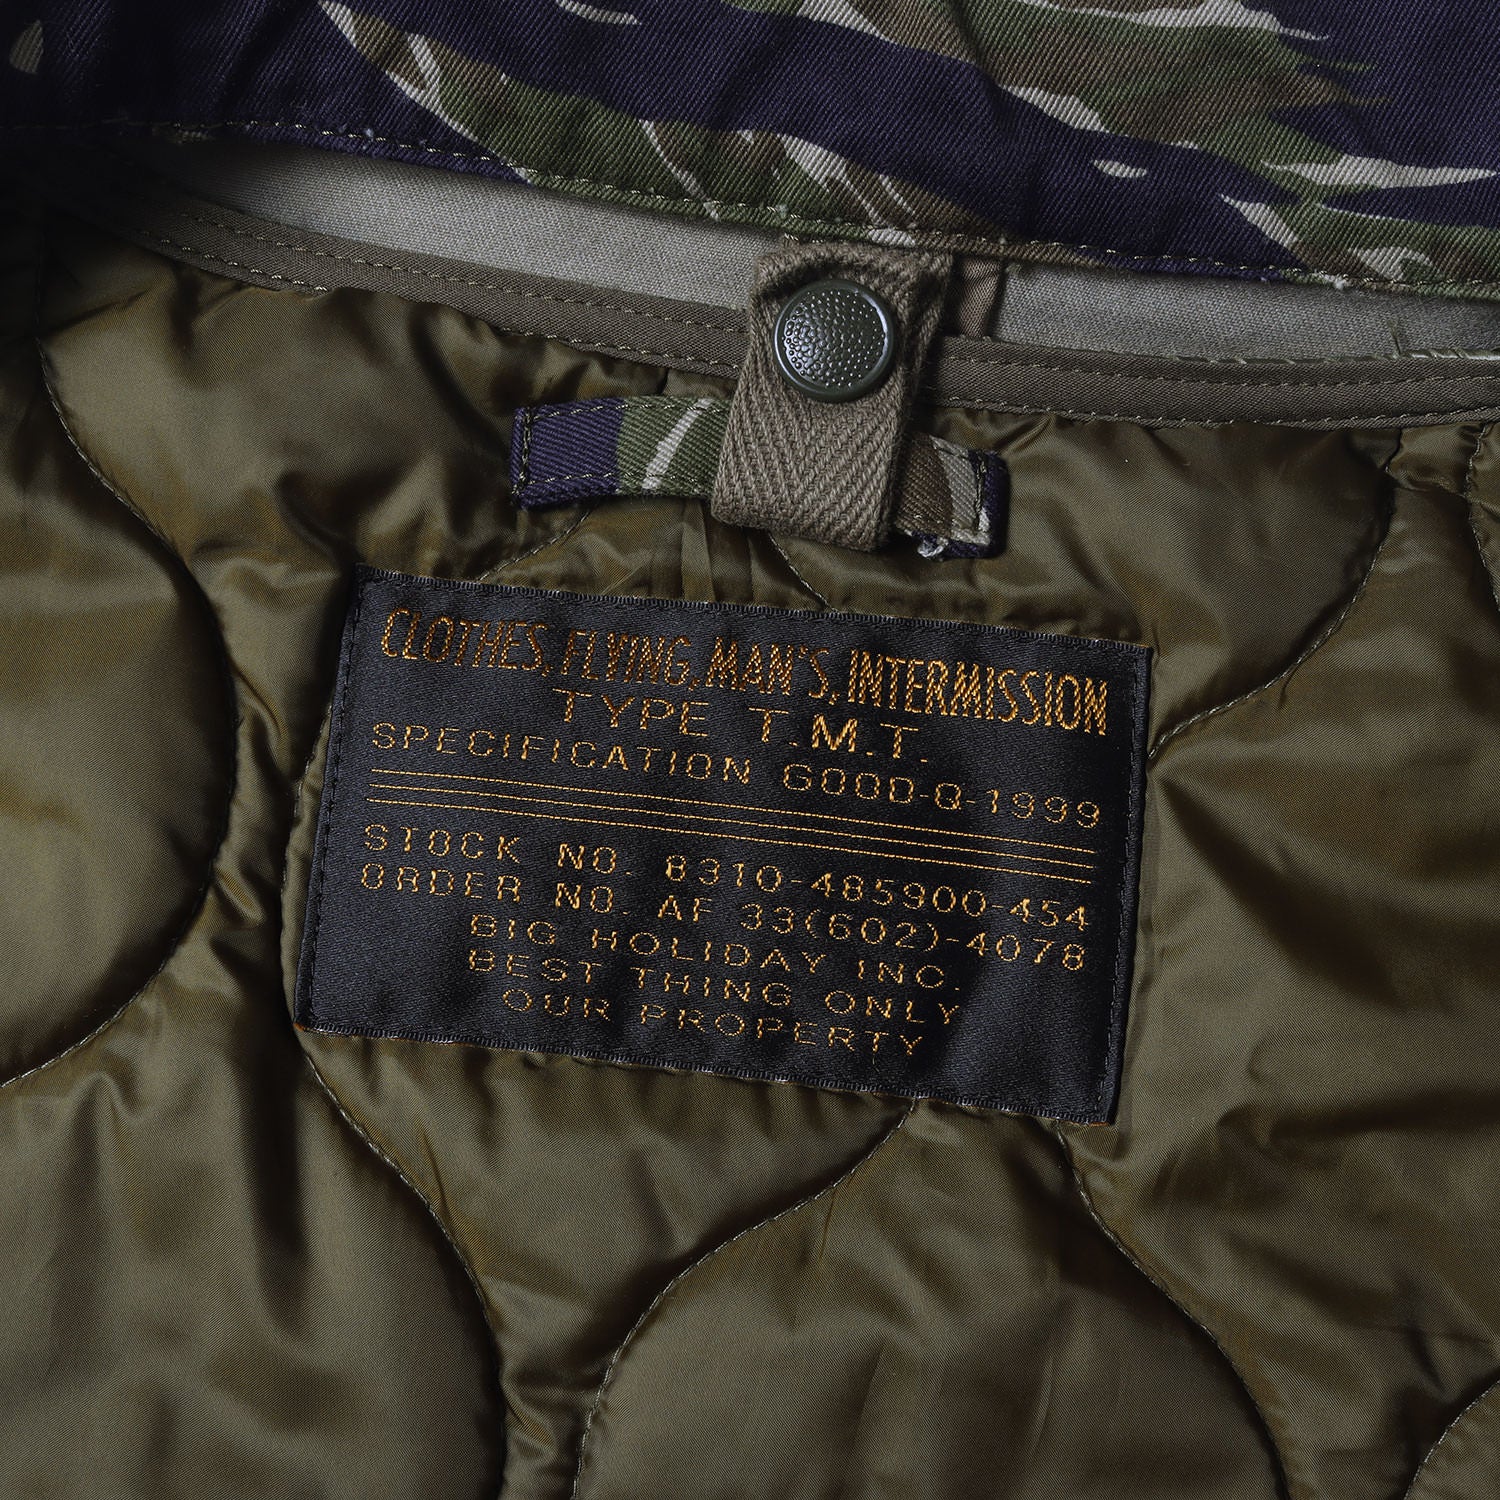 CLOTHES, FLYING, MAN'S, INTERMISSION
TYPE T.M.T.
SPECIFICATION GOOD-Q-1999
STOCK NO. 8310-485900-454
ORDER NO. AF 33(602)-4078
BIG HOLIDAY INC.
BEST THING ONLY
OUR PROPERTY